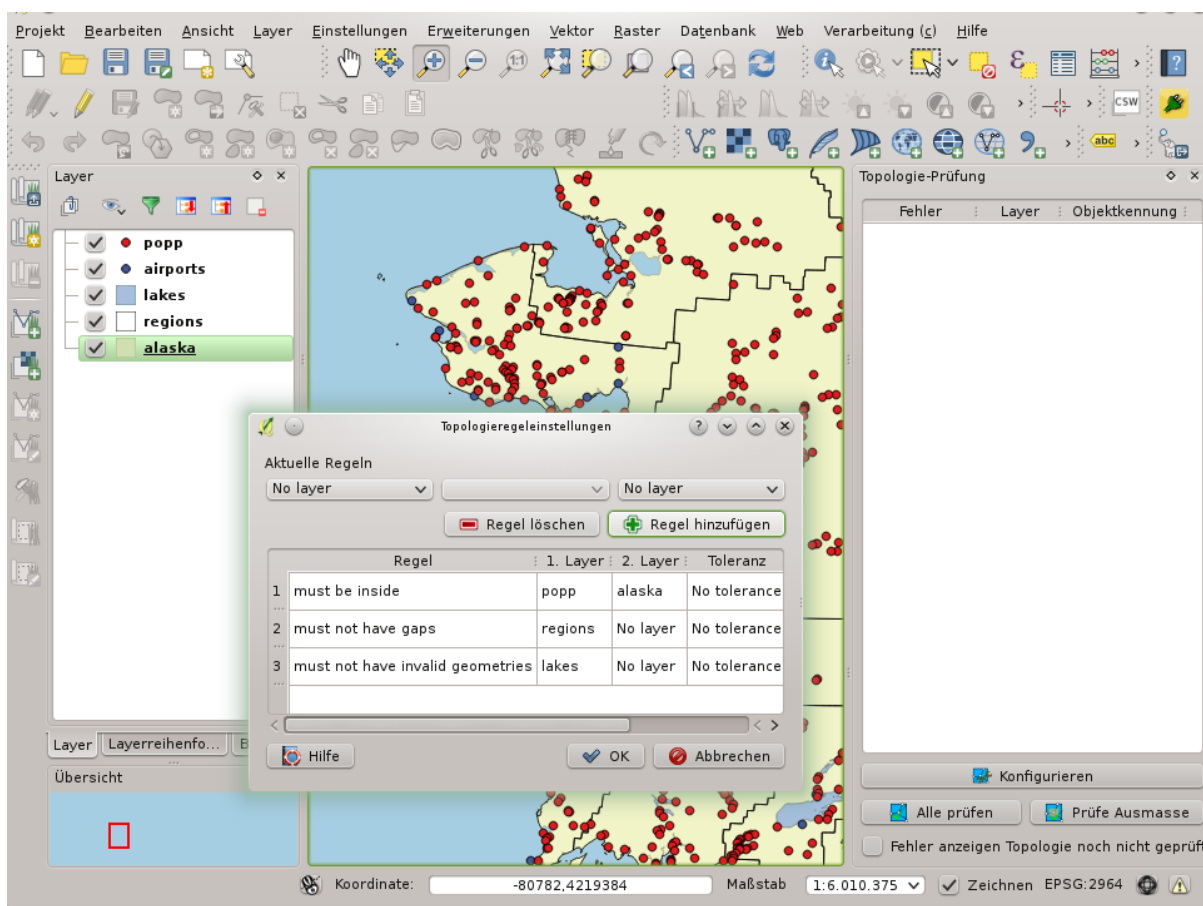 Projekt Bearbeiten Ansicht Layer Einstellungen Erweiterungen Vektor Raster Datenbank Web Verarbeitung (c) Hilfe
1:1
ε
?
CSW
abc
Layer
popp
airports
lakes
regions
alaska
Topologie-Prüfung
Fehler Layer Objektkennung
Topologieregeleinstellungen
Aktuelle Regeln
No layer No layer
Regel löschen Regel hinzufügen
Regel 1. Layer 2. Layer Toleranz
1 must be inside popp alaska No tolerance
2 must not have gaps regions No layer No tolerance
3 must not have invalid geometries lakes No layer No tolerance
Hilfe OK Abbrechen
Layer Layerreihenfo... B
Übersicht
Konfigurieren
Alle prüfen Prüfe Ausmasse
Fehler anzeigen Topologie noch nicht geprüft
Koordinate: -80782,4219384 Maßstab 1:6.010.375 Zeichnen EPSG:2964